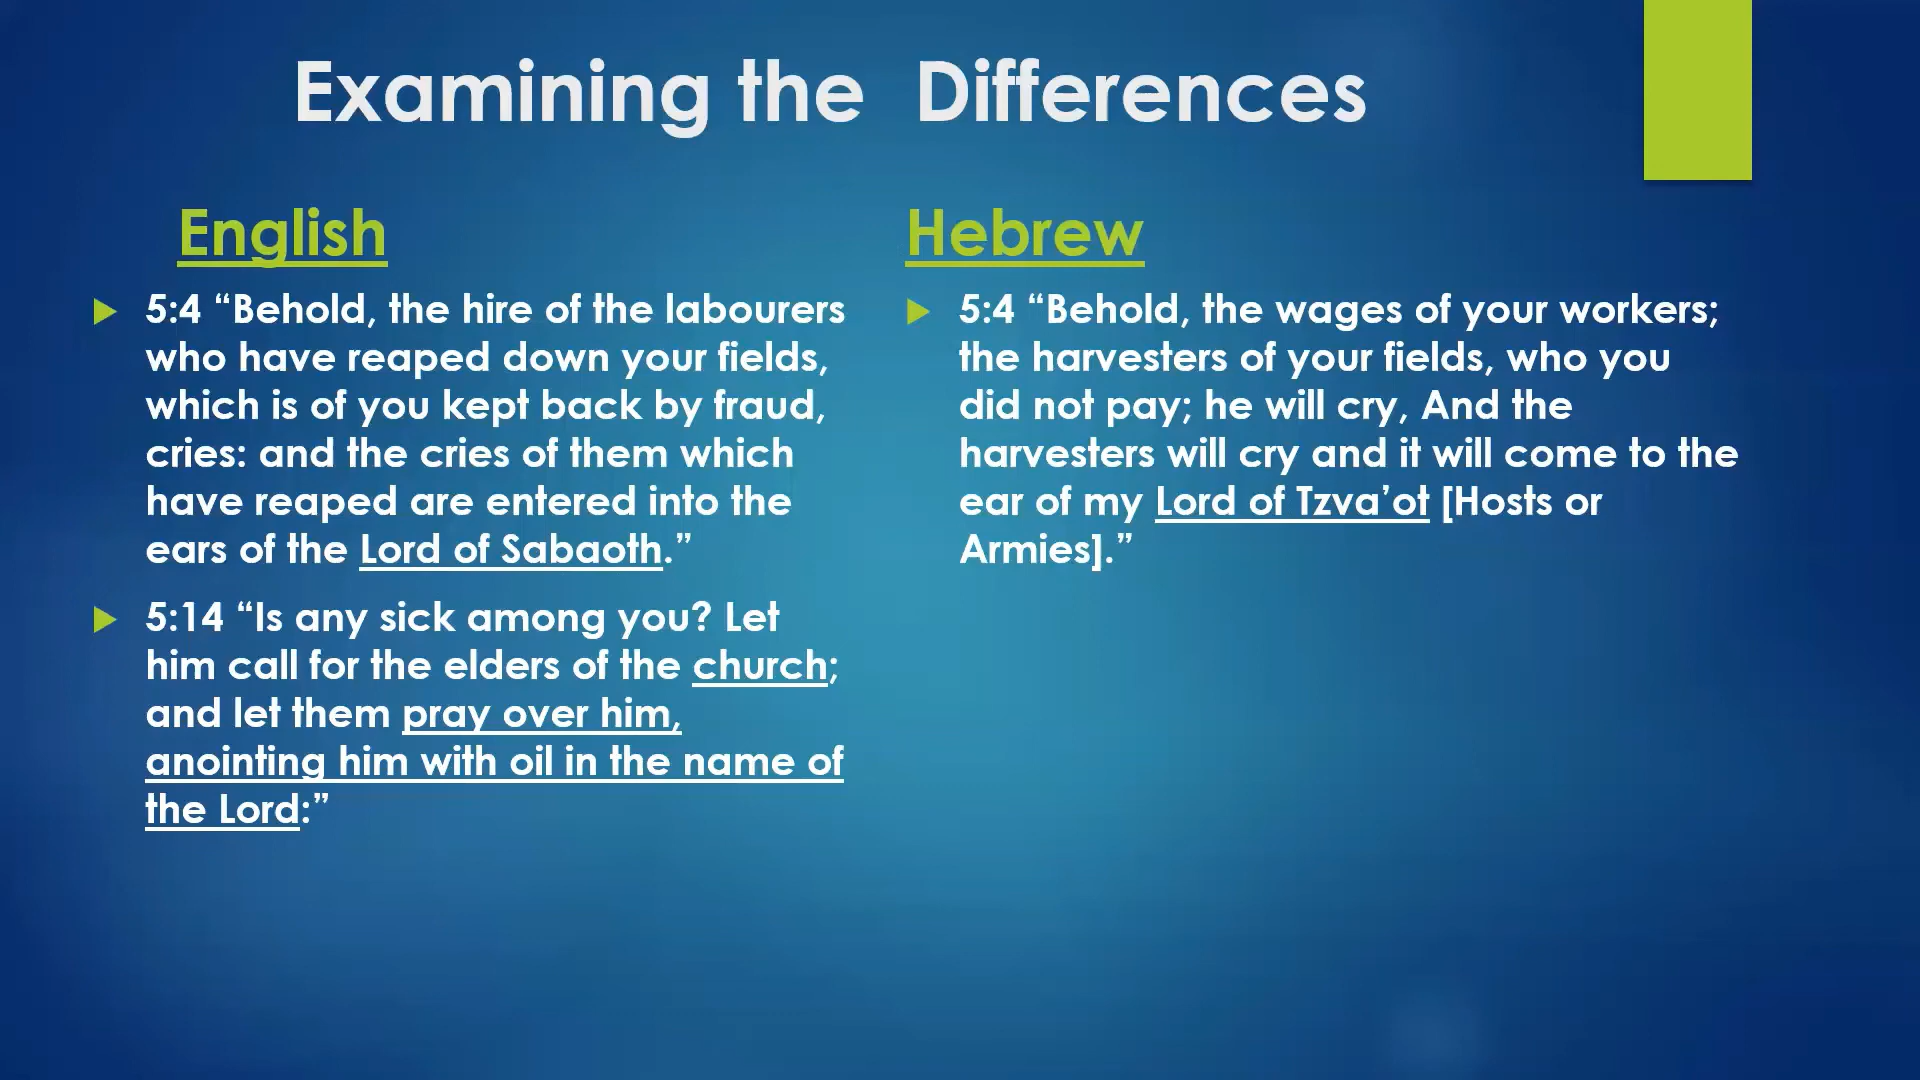 Examining the  Differences
English
5:4 “Behold, the hire of the labourers
who have reaped down your fields,
which is of you kept back by fraud,
cries: and the cries of them which
have reaped are entered into the
ears of the Lord of Sabaoth.”
5:14 “Is any sick among you? Let
him call for the elders of the church;
and let them pray over him,
anointing him with oil in the name of
the Lord:”
Hebrew
5:4 “Behold, the wages of your workers;
the harvesters of your fields, who you
did not pay; he will cry, And the
harvesters will cry and it will come to the
ear of my Lord of Tzva’ot [Hosts or
Armies].”